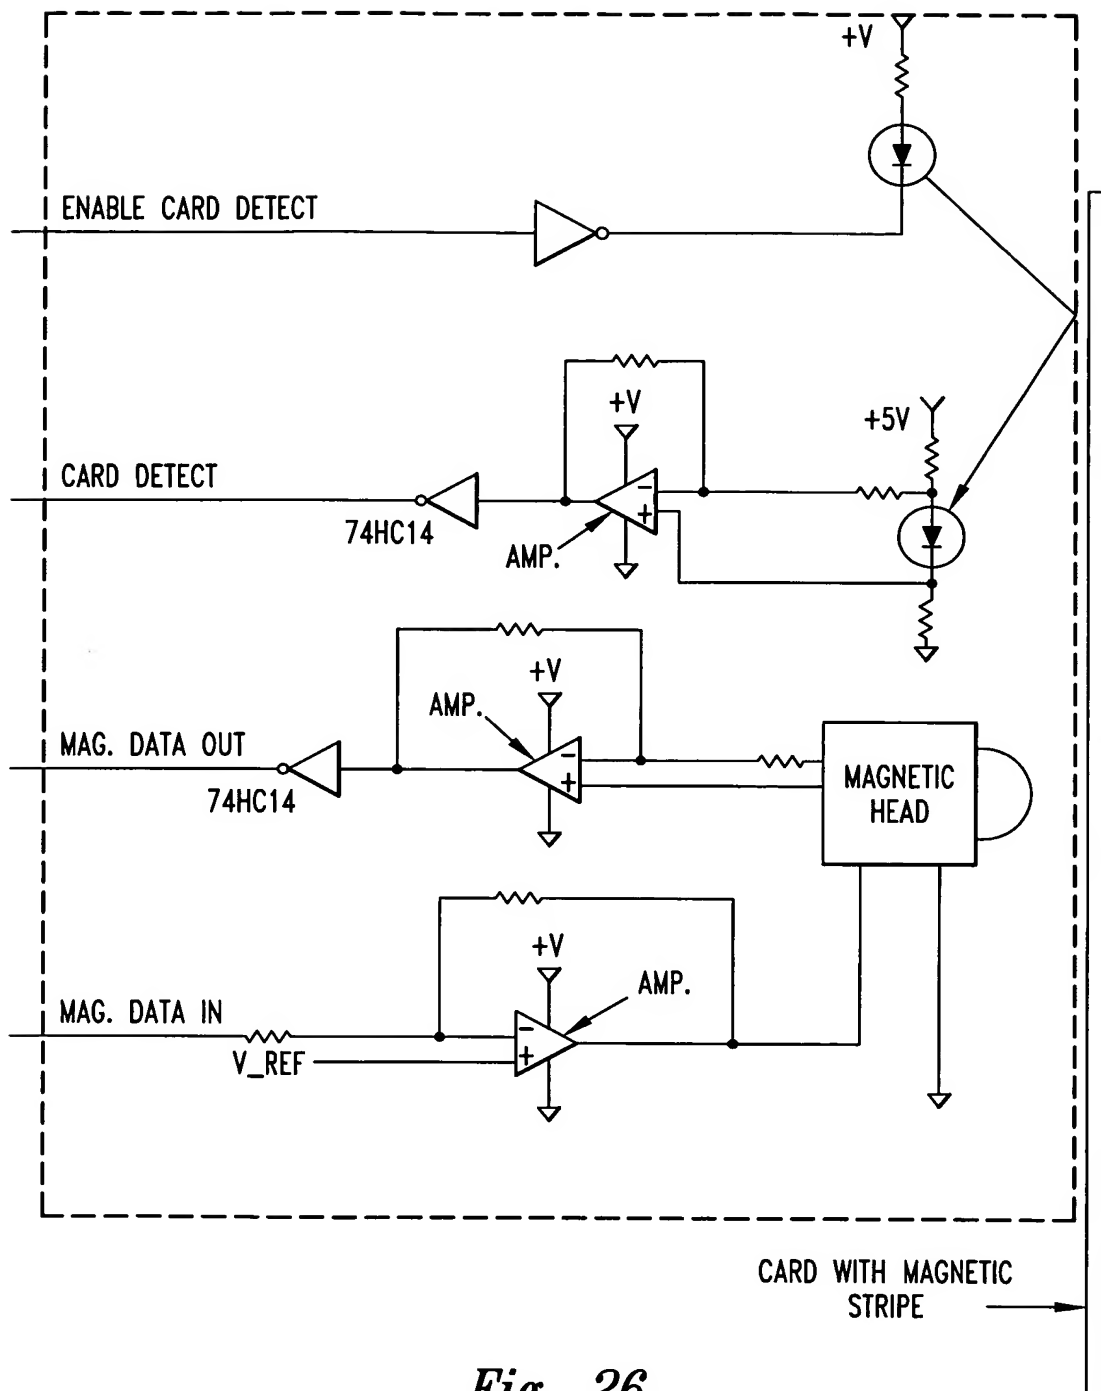 +V
ENABLE CARD DETECT
+V
+5V
CARD DETECT
-
+
74HC14
AMP.
+V
AMP.
MAG. DATA OUT
-
+
74HC14
MAGNETIC
HEAD
+V
AMP.
MAG. DATA IN
-
+
V_REF
CARD WITH MAGNETIC
STRIPE
Fig. 26